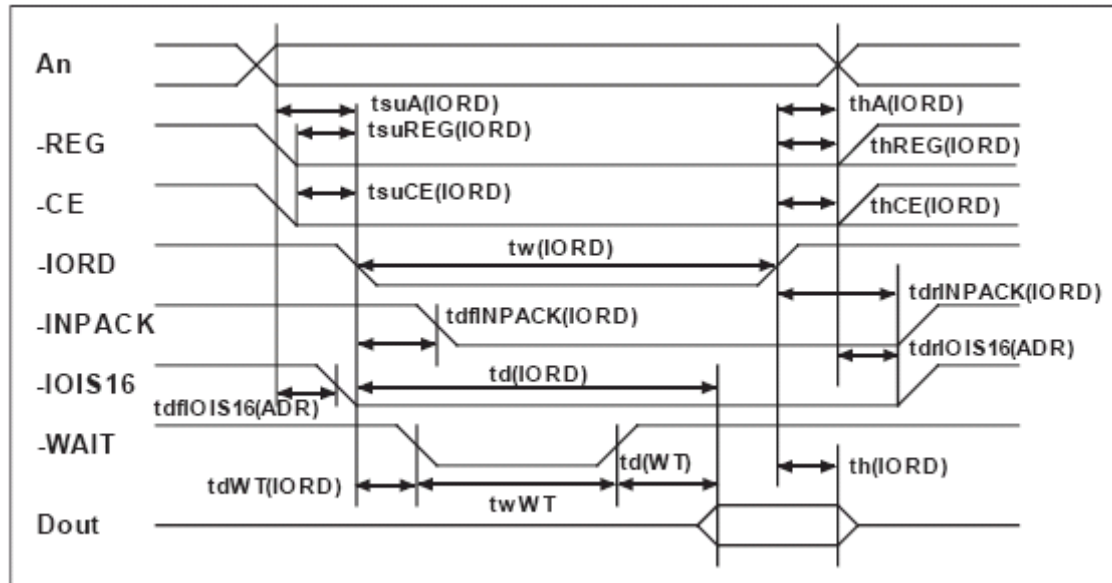 An
tsuA(IORD)
thA(IORD)
tsuREG(IORD)
-REG
thREG(IORD)
-CE
tsuCE(IORD)
thCE(IORD)
-IORD
tw(IORD)
tdrINPACK(IORD)
-INPACK
tdfINPACK(IORD)
tdrIOIS16(ADR)
-IOIS16
td(IORD)
tdfIOIS16(ADR)
-WAIT
td(WT)
th(IORD)
tdWT(IORD)
twWT
Dout